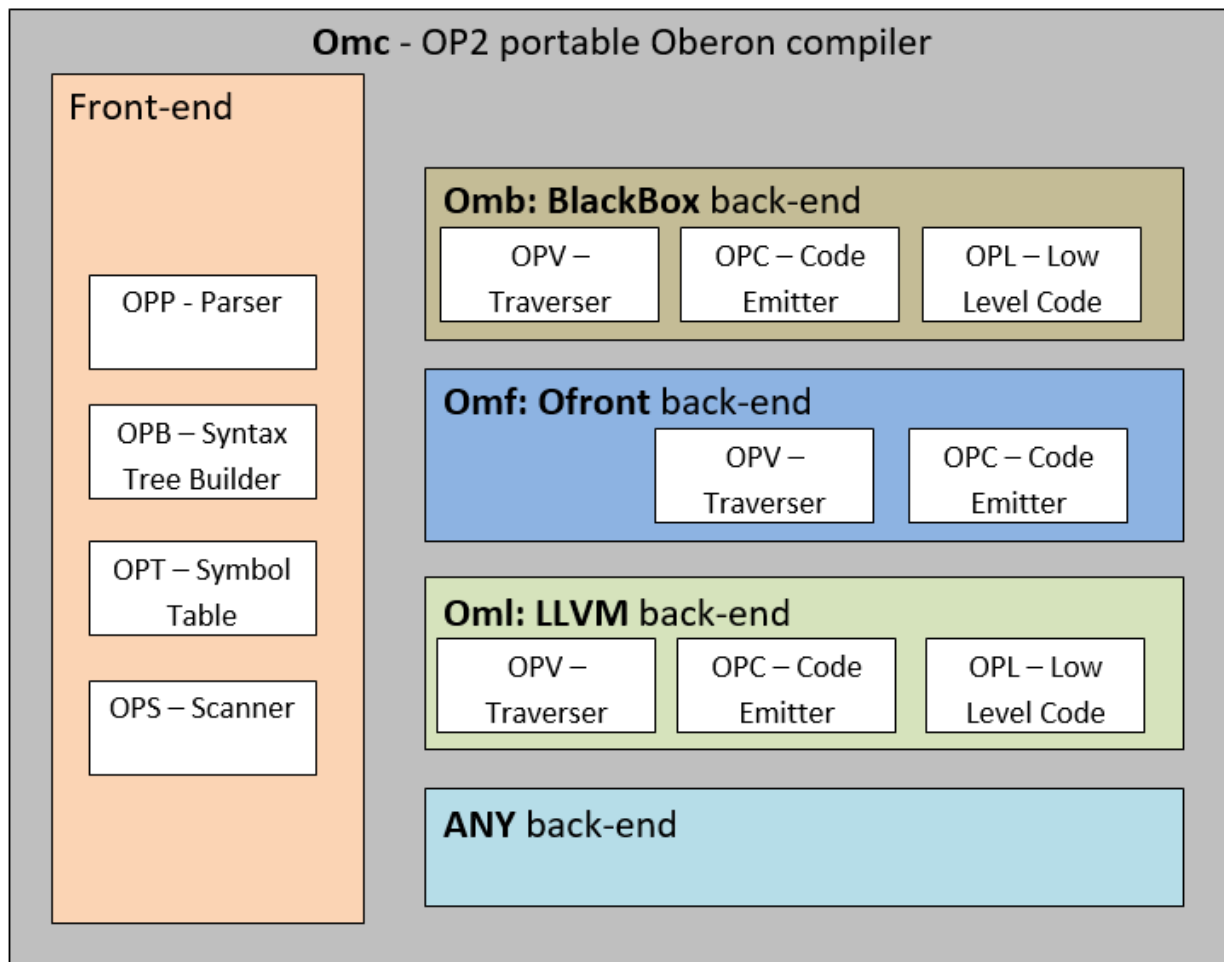 Omc - OP2 portable Oberon compiler
Front-end
OPP - Parser
OPB – Syntax
Tree Builder
OPT – Symbol
Table
OPS – Scanner
Omb: BlackBox back-end
OPV –
Traverser
OPC – Code
Emitter
OPL – Low
Level Code
Omf: Ofront back-end
OPV –
Traverser
OPC – Code
Emitter
Oml: LLVM back-end
OPV –
Traverser
OPC – Code
Emitter
OPL – Low
Level Code
ANY back-end